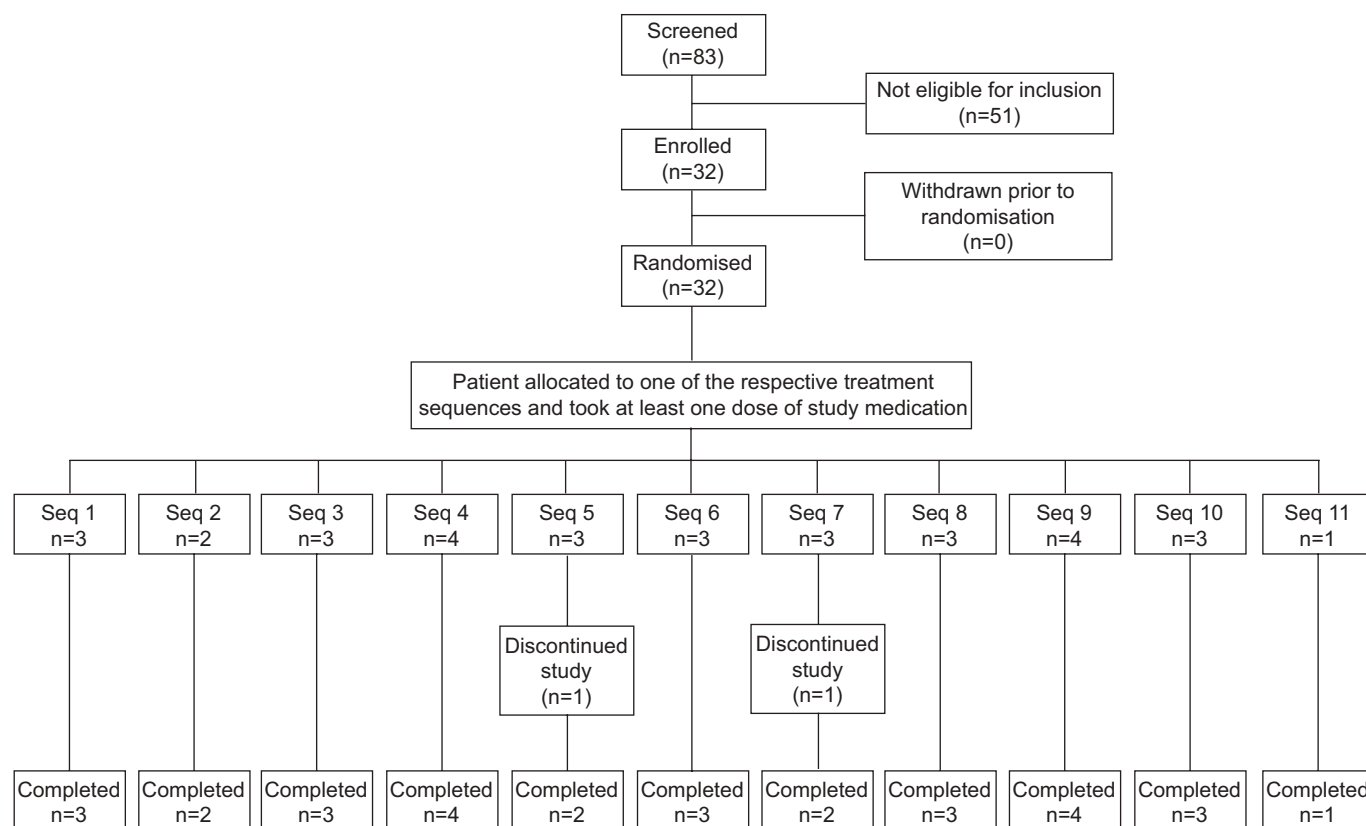 Screened
(n=83)
Not eligible for inclusion
(n=51)
Enrolled
(n=32)
Withdrawn prior to
randomisation
(n=0)
Randomised
(n=32)
Patient allocated to one of the respective treatment
sequences and took at least one dose of study medication
Seq 1
n=3
Seq 2
n=2
Seq 3
n=3
Seq 4
n=4
Seq 5
n=3
Seq 6
n=3
Seq 7
n=3
Seq 8
n=3
Seq 9
n=4
Seq 10
n=3
Seq 11
n=1
Discontinued
study
(n=1)
Discontinued
study
(n=1)
Completed
n=3
Completed
n=2
Completed
n=3
Completed
n=4
Completed
n=2
Completed
n=3
Completed
n=2
Completed
n=3
Completed
n=4
Completed
n=3
Completed
n=1